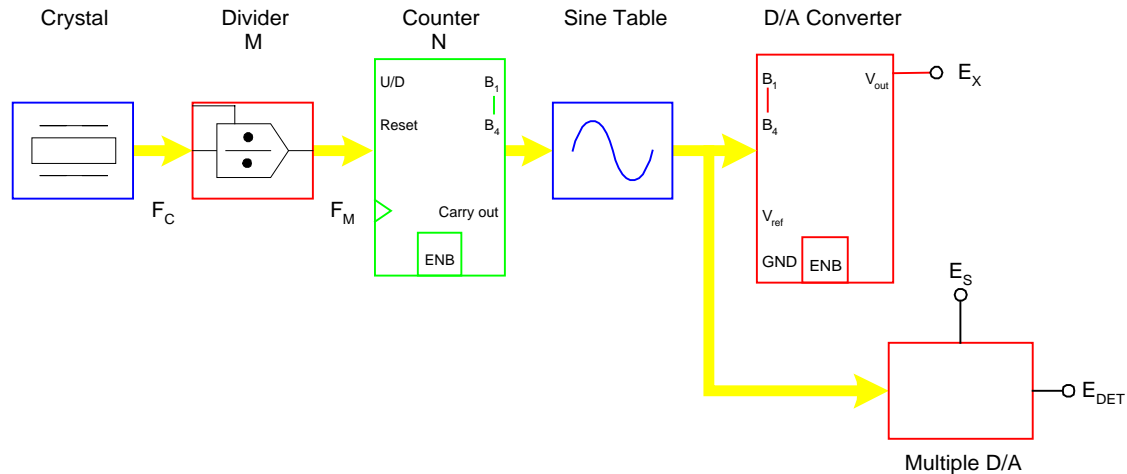 Crystal
Divider
M
Counter
N
Sine Table
D/A Converter
U/D
B1
Reset
B4
Carry out
ENB
B1
Vout
B4
Vref
GND
ENB
EX
FC
FM
ES
EDET
Multiple D/A